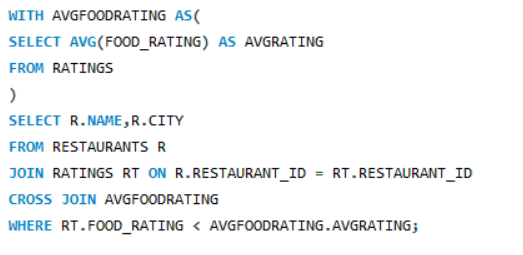 WITH AVGFOODRATING AS(
SELECT AVG(FOOD_RATING) AS AVGRATING
FROM RATINGS
)
SELECT R.NAME,R.CITY
FROM RESTAURANTS R
JOIN RATINGS RT ON R.RESTAURANT_ID = RT.RESTAURANT_ID
CROSS JOIN AVGFOODRATING
WHERE RT.FOOD_RATING < AVGFOODRATING.AVGRATING;